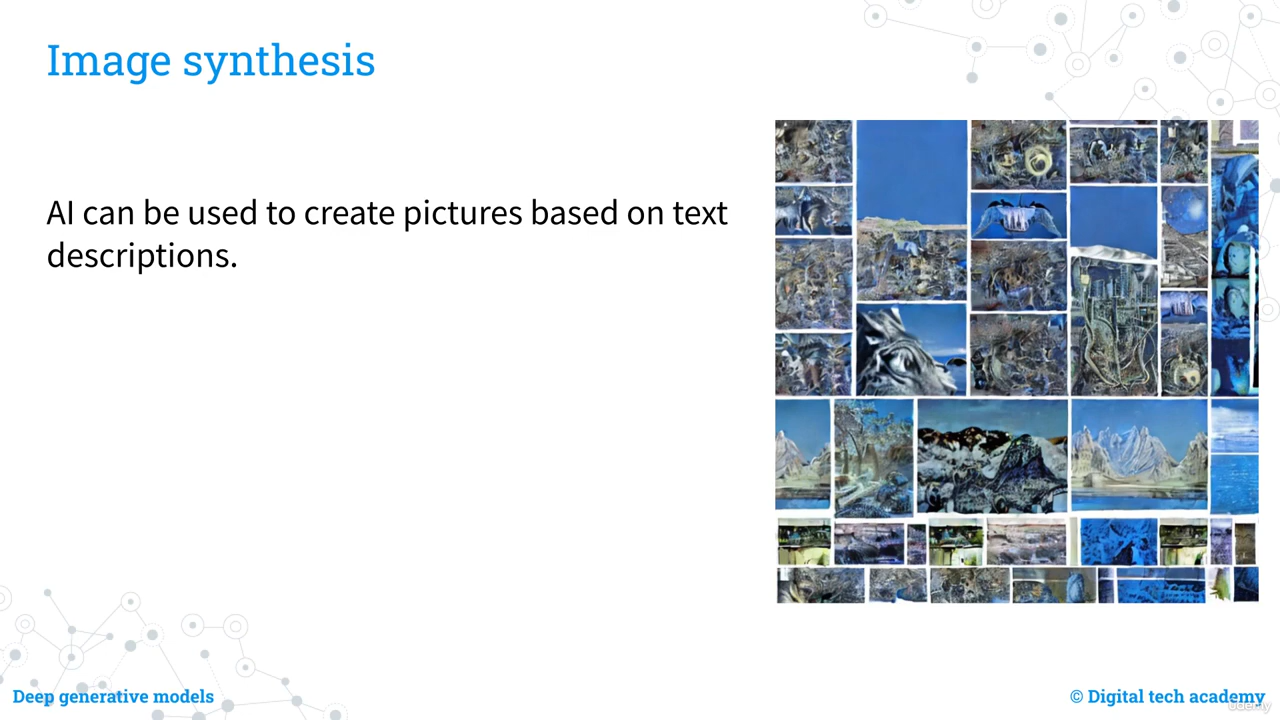 Image synthesis
AI can be used to create pictures based on text
descriptions.
Deep generative models
© Digital tech academy
udemy